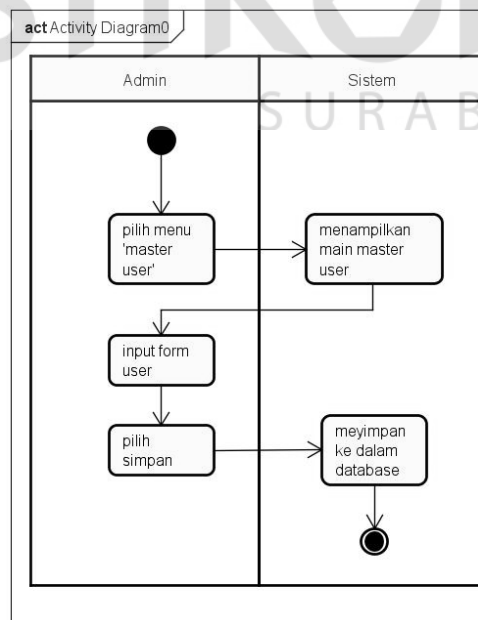 act Activity Diagram0
Admin
Sistem
SURAB
pilih menu
'master
user'
menampilkan
main master
user
input form
user
pilih
simpan
meyimpan
ke dalam
database